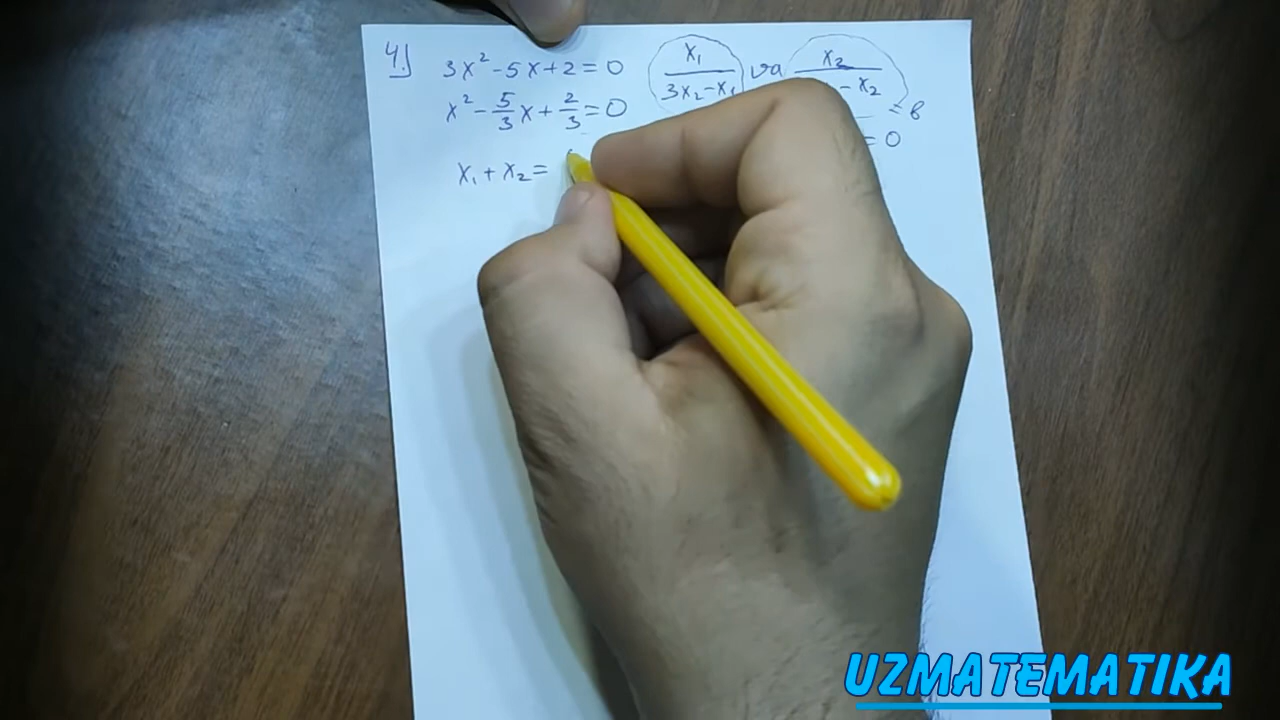 4.) 3x² - 5x + 2 = 0 x₁/(3x₂ - x₁) va x₂/ - x₂ = b
x² - 5/3 x + 2/3 = 0 = 0
x₁ + x₂ =
UZMATEMATIKA